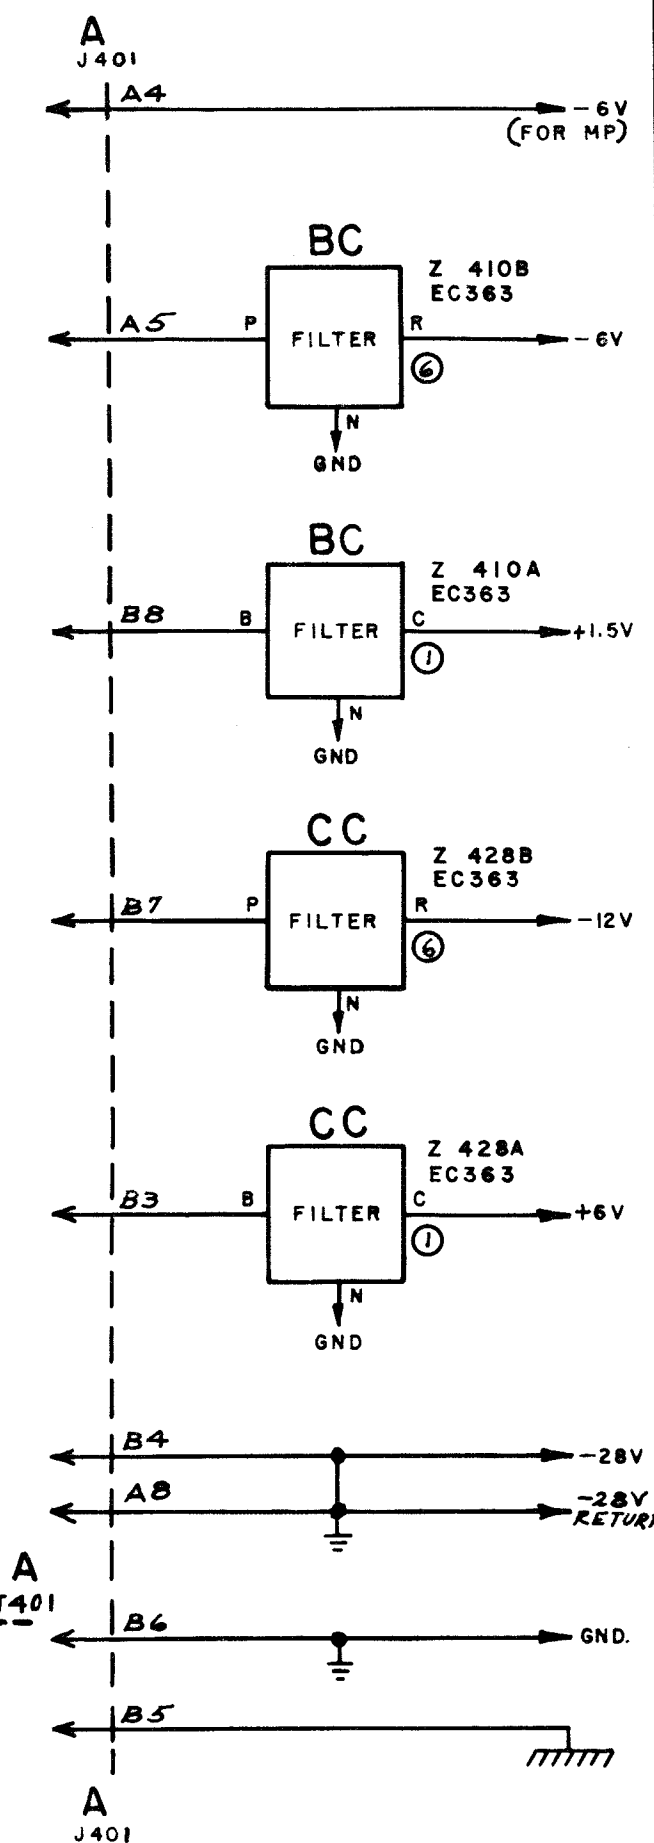 A
J401
A4
-6V
(FOR MP)
BC
Z 410B
EC363
A5
P
FILTER
R
-6V
6
N
GND
BC
Z 410A
EC363
B8
B
FILTER
C
+1.5V
1
N
GND
CC
Z 428B
EC363
B7
P
FILTER
R
-12V
6
N
GND
CC
Z 428A
EC363
B3
B
FILTER
C
+6V
1
N
GND
B4
-28V
A8
-28V
RETURN
A
401
B6
GND.
B5
A
J401